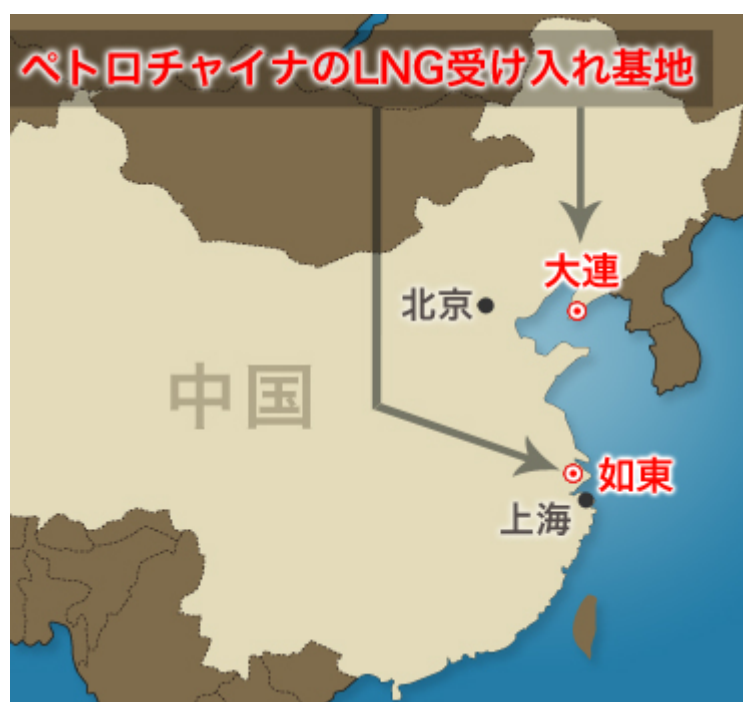 ペトロチャイナのLNG受け入れ基地
大連
北京
中国
如東
上海